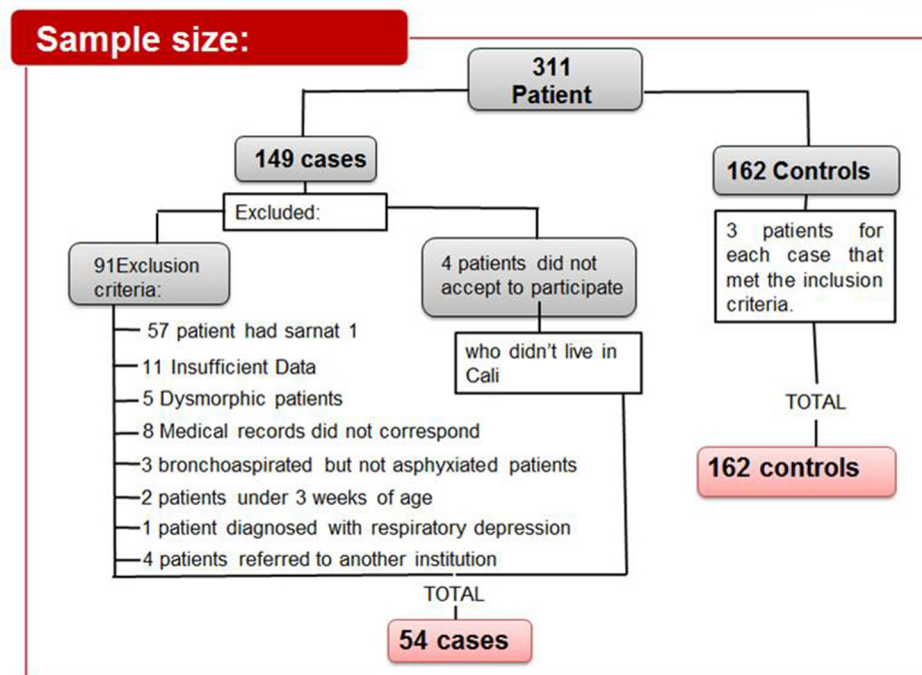 Sample size:
311
Patient
149 cases
162 Controls
Excluded:
91Exclusion
criteria:
4 patients did not
accept to participate
3 patients for
each case that
met the inclusion
criteria.
57 patient had sarnat 1
11 Insufficient Data
5 Dysmorphic patients
8 Medical records did not correspond
3 bronchoaspirated but not asphyxiated patients
2 patients under 3 weeks of age
1 patient diagnosed with respiratory depression
4 patients referred to another institution
who didn't live in
Cali
TOTAL
162 controls
TOTAL
54 cases